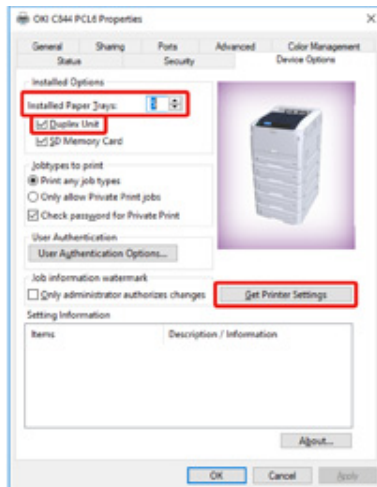 OKI C844 PCL6 Properties
General Sharing Ports Advanced Color Management
Status Security Device Options
Installed Options
Installed Paper Trays:
Duplex Unit
SD Memory Card
Jobtypes to print
Print any job types
Only allow Private Print jobs
Check password for Private Print
User Authentication
User Authentication Options...
Job information watermark
Only administrator authorizes changes
Get Printer Settings
Setting Information
Items Description / Information
About...
OK Cancel Apply